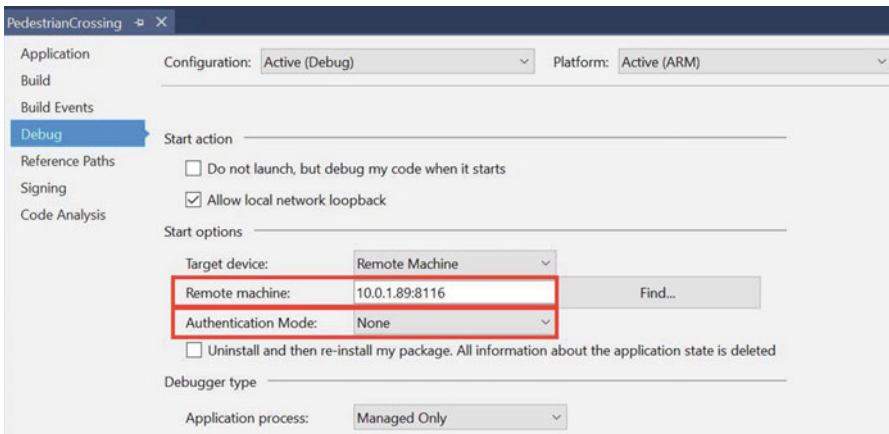 PedestrianCrossing
Application
Configuration: Active (Debug) Platform: Active (ARM)
Build
Build Events
Debug
Start action
Reference Paths
Do not launch, but debug my code when it starts
Signing
Allow local network loopback
Code Analysis
Start options
Target device: Remote Machine
Remote machine: 10.0.1.89:8116 Find...
Authentication Mode: None
Uninstall and then re-install my package. All information about the application state is deleted
Debugger type
Application process: Managed Only